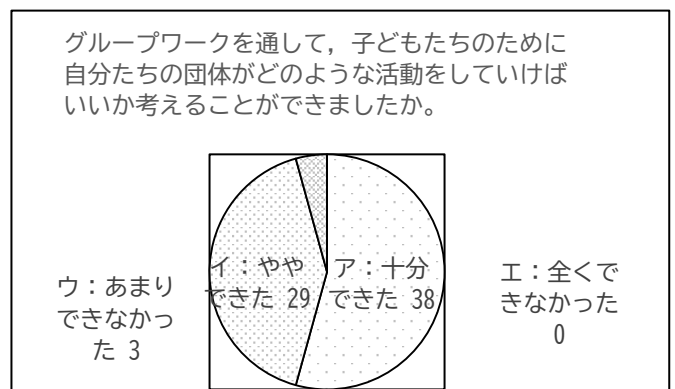 グループワークを通して，子どもたちのために
自分たちの団体がどのような活動をしていけば
いいか考えることができましたか。
ウ：あまり
できなかっ
た 3
イ：やや
できた 29
ア：十分
できた 38
エ：全くで
きなかった
0